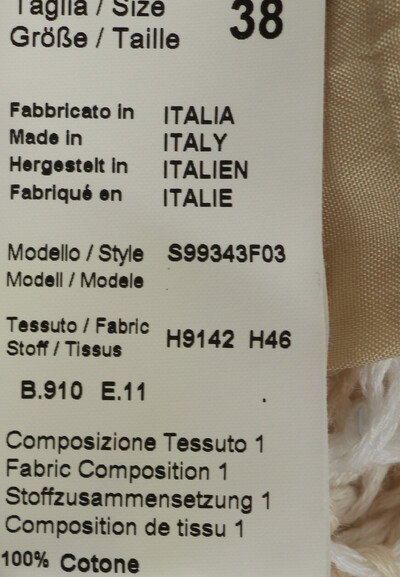 Taglia / Size 38
Größe / Taille
Fabbricato in ITALIA
Made in ITALY
Hergestelt in ITALIEN
Fabriqué en ITALIE
Modello / Style S99343F03
Modell / Modele
Tessuto / Fabric H9142 H46
Stoff / Tissus
B.910 E.11
Composizione Tessuto 1
Fabric Composition 1
Stoffzusammensetzung 1
Composition de tissu 1
100% Cotone